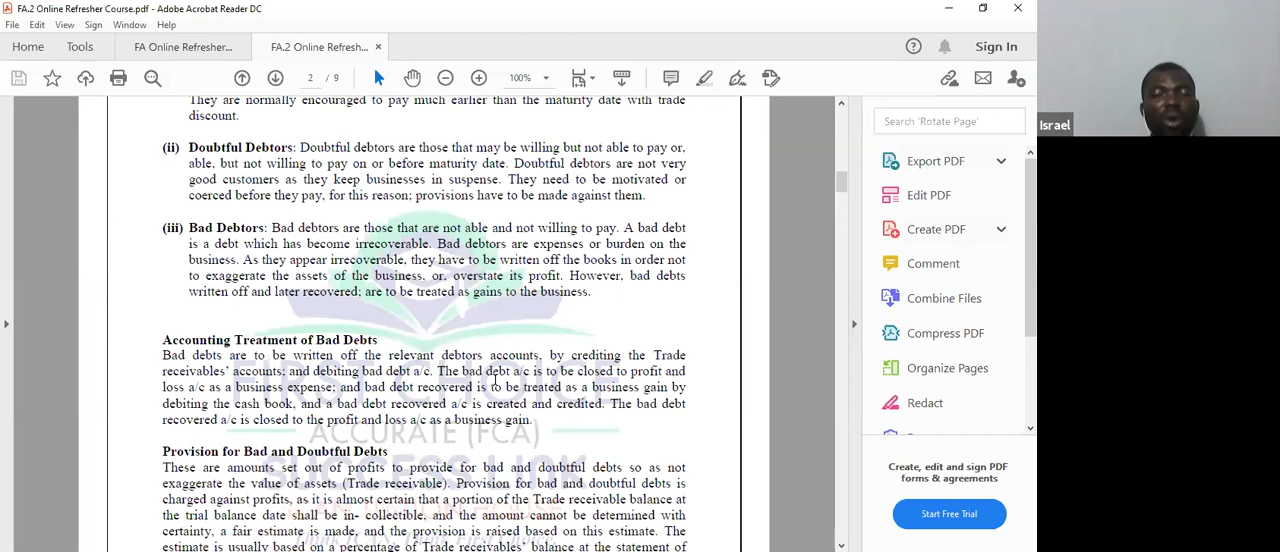 FA.2 Online Refresher Course.pdf - Adobe Acrobat Reader DC
File Edit View Sign Window Help
Home Tools FA Online Refresher... FA.2 Online Refresh... ×
Sign In
2 / 9
100%
They are normally encouraged to pay much earlier than the maturity date with trade
discount.
(ii) Doubtful Debtors: Doubtful debtors are those that may be willing but not able to pay or,
able, but not willing to pay on or before maturity date. Doubtful debtors are not very
good customers as they keep businesses in suspense. They need to be motivated or
coerced before they pay, for this reason; provisions have to be made against them.
(iii) Bad Debtors: Bad debtors are those that are not able and not willing to pay. A bad debt
is a debt which has become irrecoverable. Bad debtors are expenses or burden on the
business. As they appear irrecoverable, they have to be written off the books in order not
to exaggerate the assets of the business, or, overstate its profit. However, bad debts
written off and later recovered; are to be treated as gains to the business.
Accounting Treatment of Bad Debts
Bad debts are to be written off the relevant debtors accounts, by crediting the Trade
receivables' accounts; and debiting bad debt a/c. The bad debt a/c is to be closed to profit and
loss a/c as a business expense; and bad debt recovered is to be treated as a business gain by
debiting the cash book, and a bad debt recovered a/c is created and credited. The bad debt
recovered a/c is closed to the profit and loss a/c as a business gain.
Provision for Bad and Doubtful Debts
These are amounts set out of profits to provide for bad and doubtful debts so as not
exaggerate the value of assets (Trade receivable). Provision for bad and doubtful debts is
charged against profits, as it is almost certain that a portion of the Trade receivable balance at
the trial balance date shall be in- collectible, and the amount cannot be determined with
certainty, a fair estimate is made, and the provision is raised based on this estimate. The
estimate is usually based on a percentage of Trade receivables' balance at the statement of
FIRST CHOICE
ACCURATE (FCA)
SUCCESS LINK
Search 'Rotate Page'
Export PDF
Edit PDF
Create PDF
Comment
Combine Files
Compress PDF
Organize Pages
Redact
Create, edit and sign PDF
forms & agreements
Start Free Trial
Israel